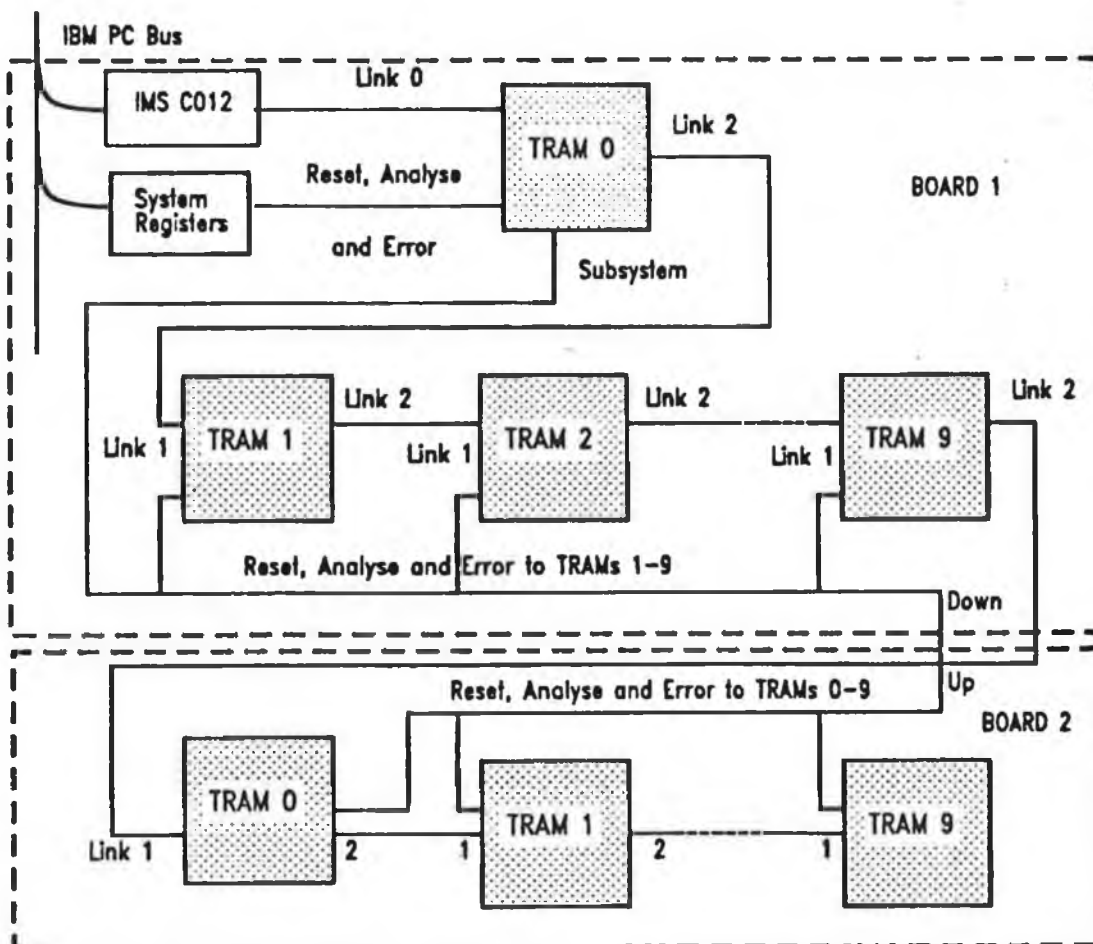 IBM PC Bus
IMS C012
Link 0
TRAM 0
Link 2
BOARD 1
System
Registers
Reset, Analyse
and Error
Subsystem
TRAM 1
Link 1
Link 2
TRAM 2
Link 1
Link 2
TRAM 9
Link 1
Link 2
Reset, Analyse and Error to TRAMs 1-9
Down
Up
Reset, Analyse and Error to TRAMs 0-9
BOARD 2
TRAM 0
TRAM 1
TRAM 9
Link 1
2
1
2
1